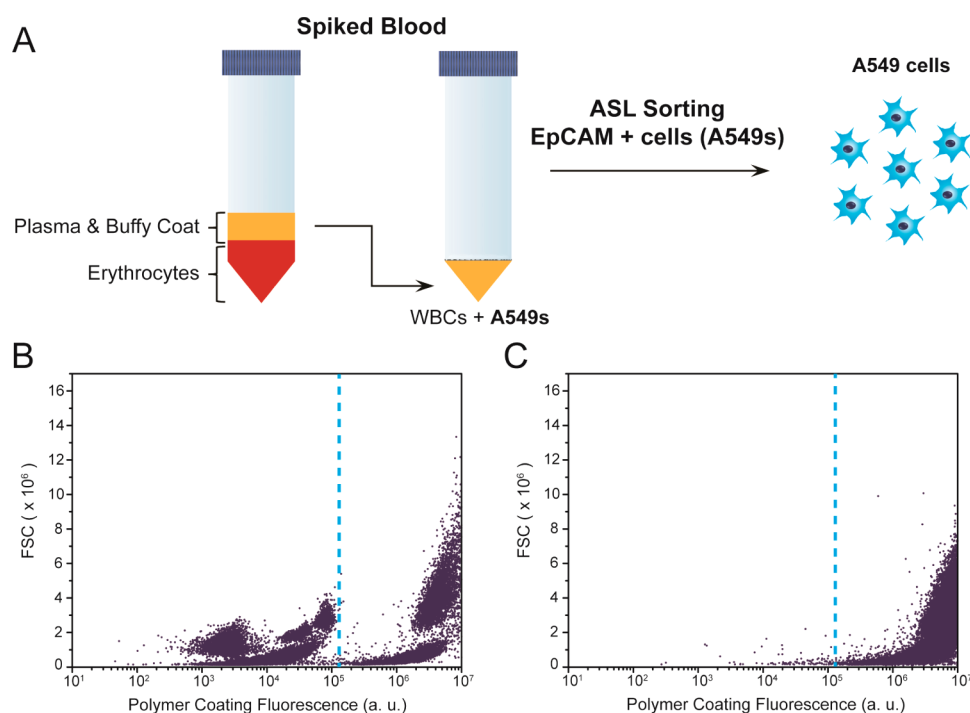 A
Spiked Blood
A549 cells
ASL Sorting
EpCAM + cells (A549s)
Plasma & Buffy Coat
Erythrocytes
WBCs + A549s
B
16
14
12
10
8
6
4
2
0
FSC ( x 10⁶ )
10¹ 10² 10³ 10⁴ 10⁵ 10⁶ 10⁷
Polymer Coating Fluorescence (a. u.)
C
16
14
12
10
8
6
4
2
0
FSC ( x 10⁶ )
10¹ 10² 10³ 10⁴ 10⁵ 10⁶ 10⁷
Polymer Coating Fluorescence (a. u.)